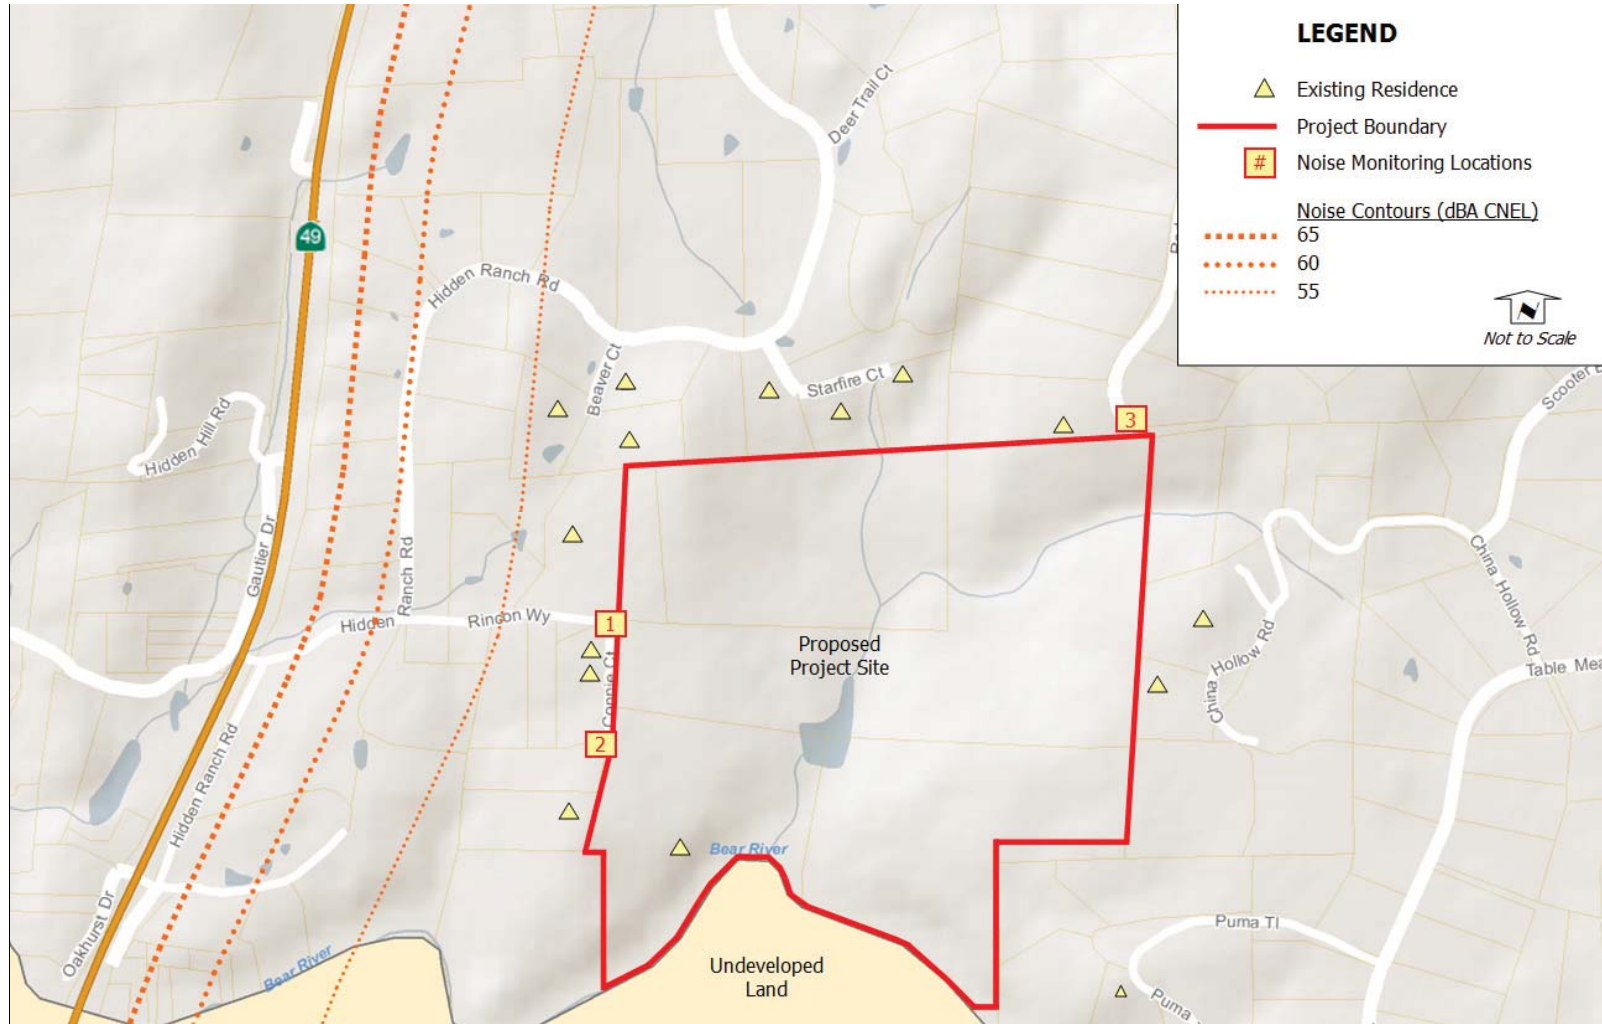 LEGEND
Existing Residence
Project Boundary
# Noise Monitoring Locations
Noise Contours (dBA CNEL)
65
60
55
N
Not to Scale
Deer Trail Ct
49
Hidden Ranch Rd
Beaver Ct
Starfire Ct
Scooter
3
Hidden Hill Rd
Gautier Dr
Ranch Rd
Hidden
Rincon Wy
1
Connie Ct
2
Proposed
Project Site
China Hollow Rd
China Hollow Rd
Table Mea
Hidden Ranch Rd
Bear River
Oakhurst Dr
Bear River
Undeveloped
Land
Puma Tl
Puma